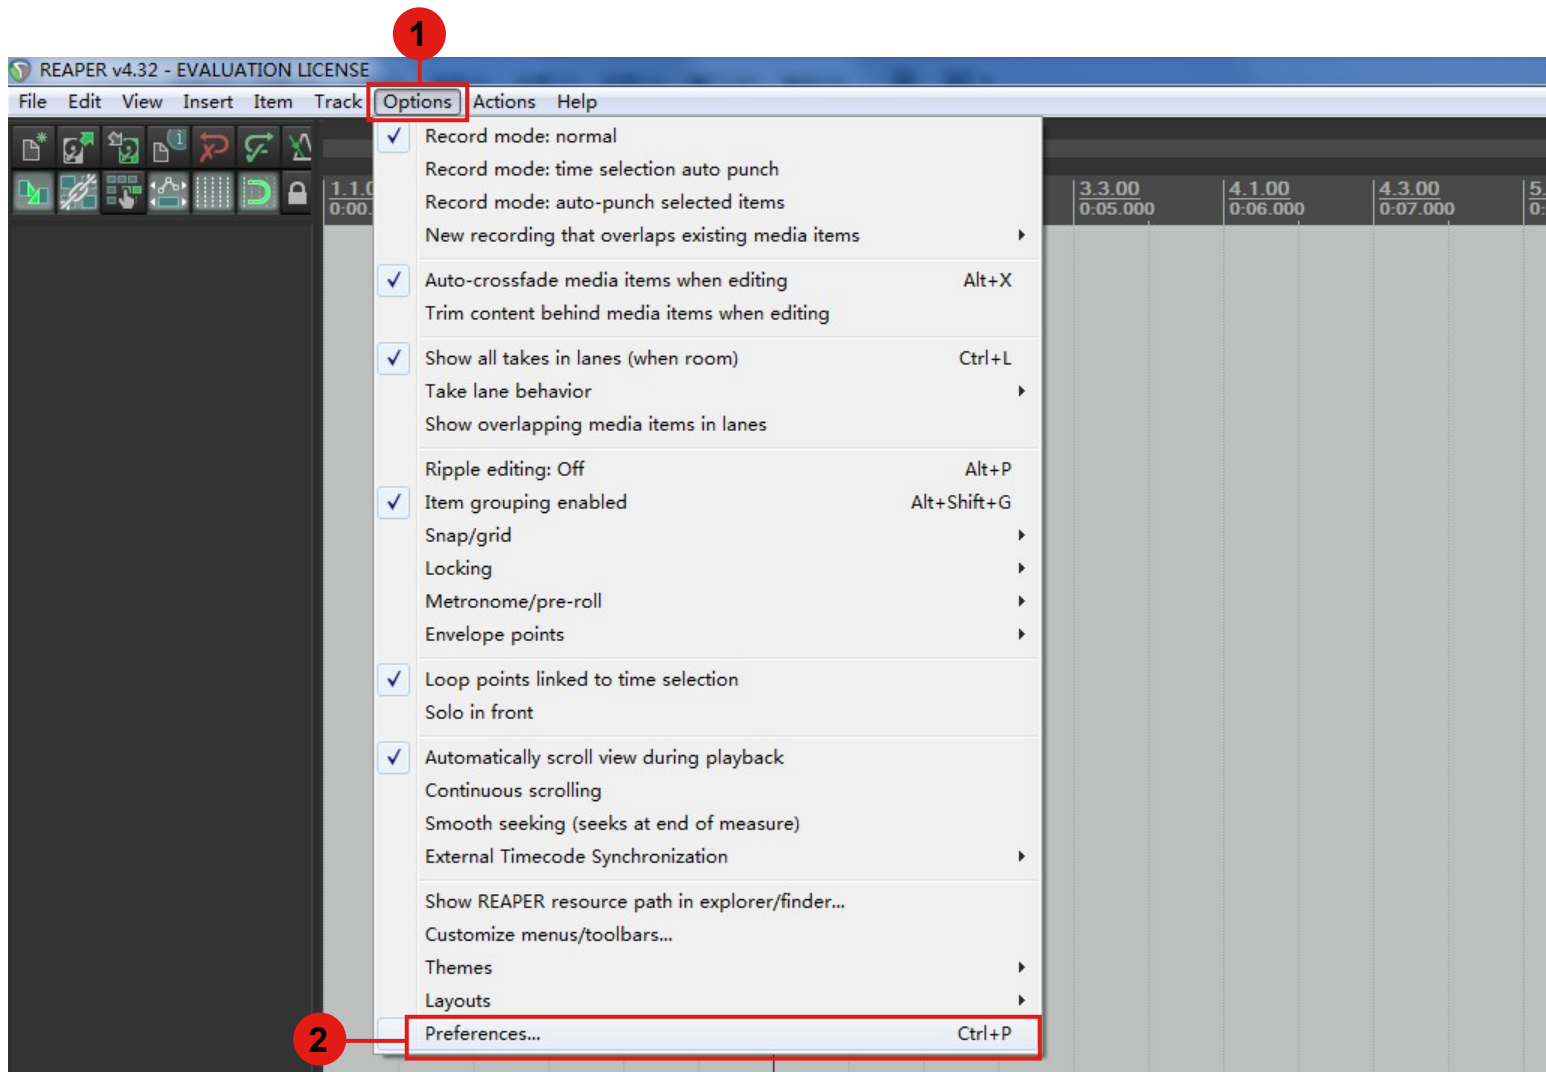 1
REAPER v4.32 - EVALUATION LICENSE
File Edit View Insert Item Track Options Actions Help
Record mode: normal
Record mode: time selection auto punch
Record mode: auto-punch selected items
New recording that overlaps existing media items
Auto-crossfade media items when editing Alt+X
Trim content behind media items when editing
Show all takes in lanes (when room) Ctrl+L
Take lane behavior
Show overlapping media items in lanes
Ripple editing: Off Alt+P
Item grouping enabled Alt+Shift+G
Snap/grid
Locking
Metronome/pre-roll
Envelope points
Loop points linked to time selection
Solo in front
Automatically scroll view during playback
Continuous scrolling
Smooth seeking (seeks at end of measure)
External Timecode Synchronization
Show REAPER resource path in explorer/finder...
Customize menus/toolbars...
Themes
Layouts
Preferences... Ctrl+P
2
3.3.00 4.1.00 4.3.00
0:05.000 0:06.000 0:07.000